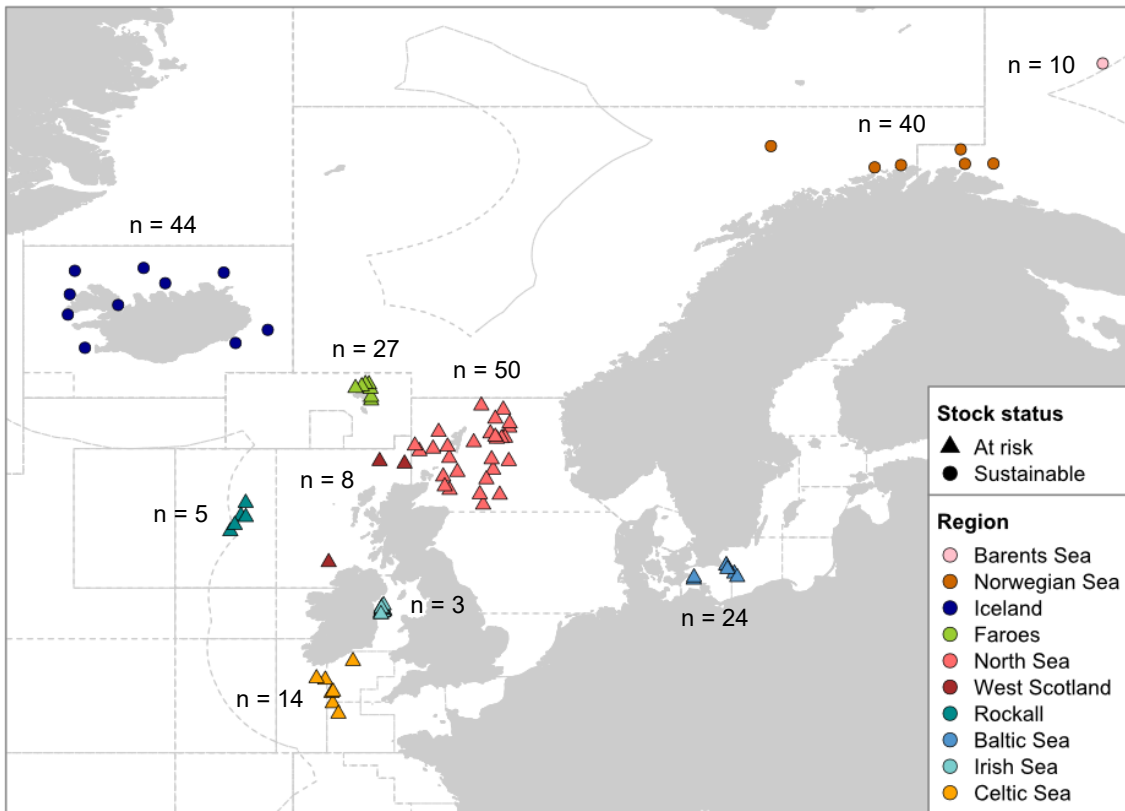 n = 10
n = 40
n = 44
n = 27
n = 50
n = 8
n = 5
n = 3
n = 24
n = 14
Stock status
At risk
Sustainable
Region
Barents Sea
Norwegian Sea
Iceland
Faroes
North Sea
West Scotland
Rockall
Baltic Sea
Irish Sea
Celtic Sea